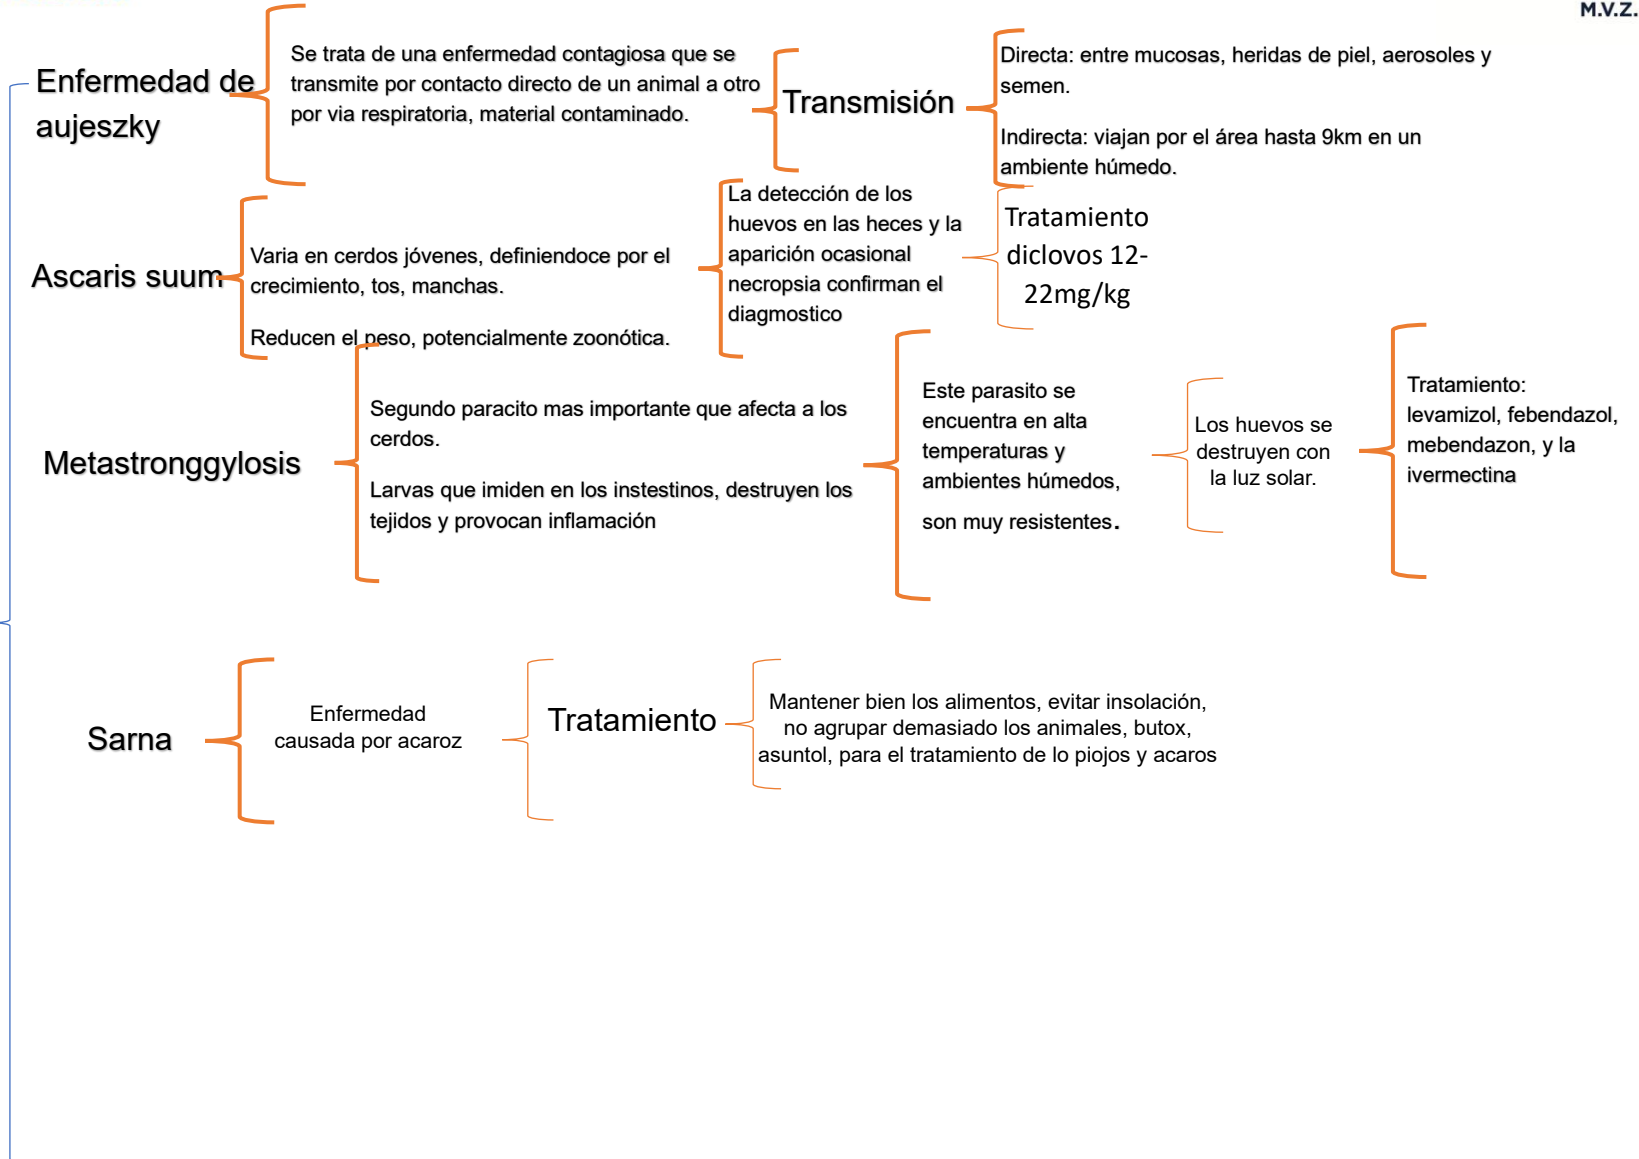 M.V.Z.
Enfermedad de
aujeszky
Se trata de una enfermedad contagiosa que se
transmite por contacto directo de un animal a otro
por via respiratoria, material contaminado.
Transmisión
Directa: entre mucosas, heridas de piel, aerosoles y
semen.
Indirecta: viajan por el área hasta 9km en un
ambiente húmedo.
Ascaris suum
Varia en cerdos jóvenes, definiendoce por el
crecimiento, tos, manchas.
Reducen el peso, potencialmente zoonótica.
La detección de los
huevos en las heces y la
aparición ocasional
necropsia confirman el
diagmostico
Tratamiento
diclovos 12-
22mg/kg
Metastronggylosis
Segundo paracito mas importante que afecta a los
cerdos.
Larvas que imiden en los instestinos, destruyen los
tejidos y provocan inflamación
Este parasito se
encuentra en alta
temperaturas y
ambientes húmedos,
son muy resistentes.
Los huevos se
destruyen con
la luz solar.
Tratamiento:
levamizol, febendazol,
mebendazon, y la
ivermectina
Sarna
Enfermedad
causada por acaroz
Tratamiento
Mantener bien los alimentos, evitar insolación,
no agrupar demasiado los animales, butox,
asuntol, para el tratamiento de lo piojos y acaros